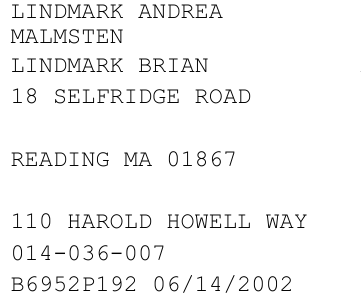 LINDMARK ANDREA
MALMSTEN
LINDMARK BRIAN
18 SELFRIDGE ROAD
READING MA 01867
110 HAROLD HOWELL WAY
014-036-007
B6952P192 06/14/2002